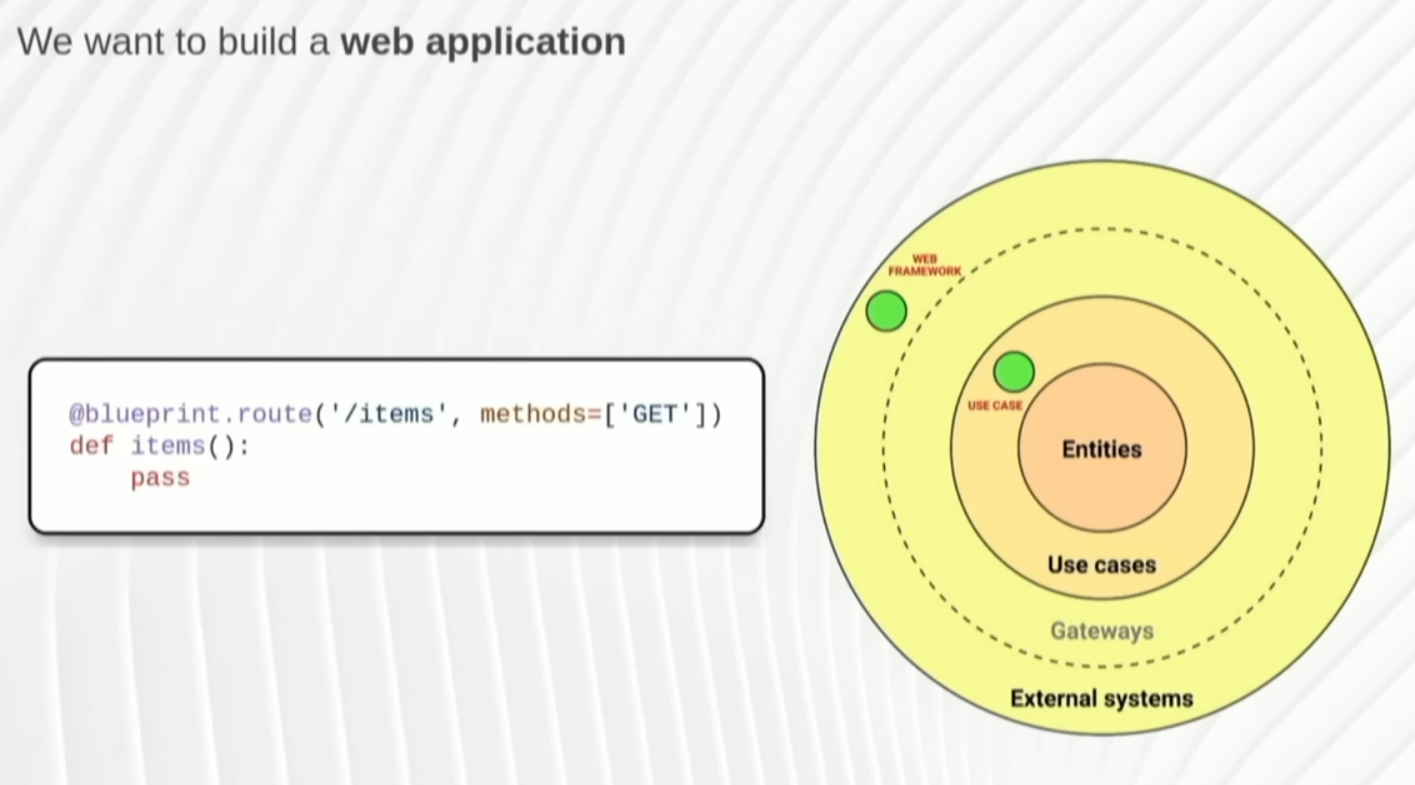 We want to build a web application
@blueprint.route('/items', methods=['GET'])
def items():
    pass
WEB
FRAMEWORK
USE CASE
Entities
Use cases
Gateways
External systems